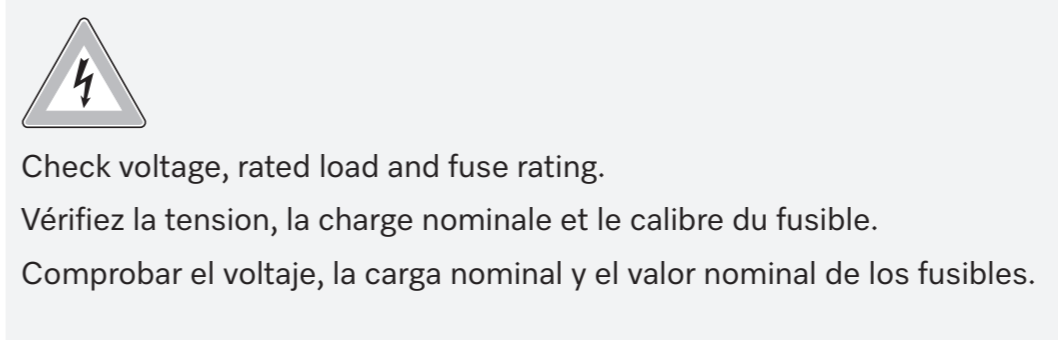 Check voltage, rated load and fuse rating.
Vérifiez la tension, la charge nominale et le calibre du fusible.
Comprobar el voltaje, la carga nominal y el valor nominal de los fusibles.